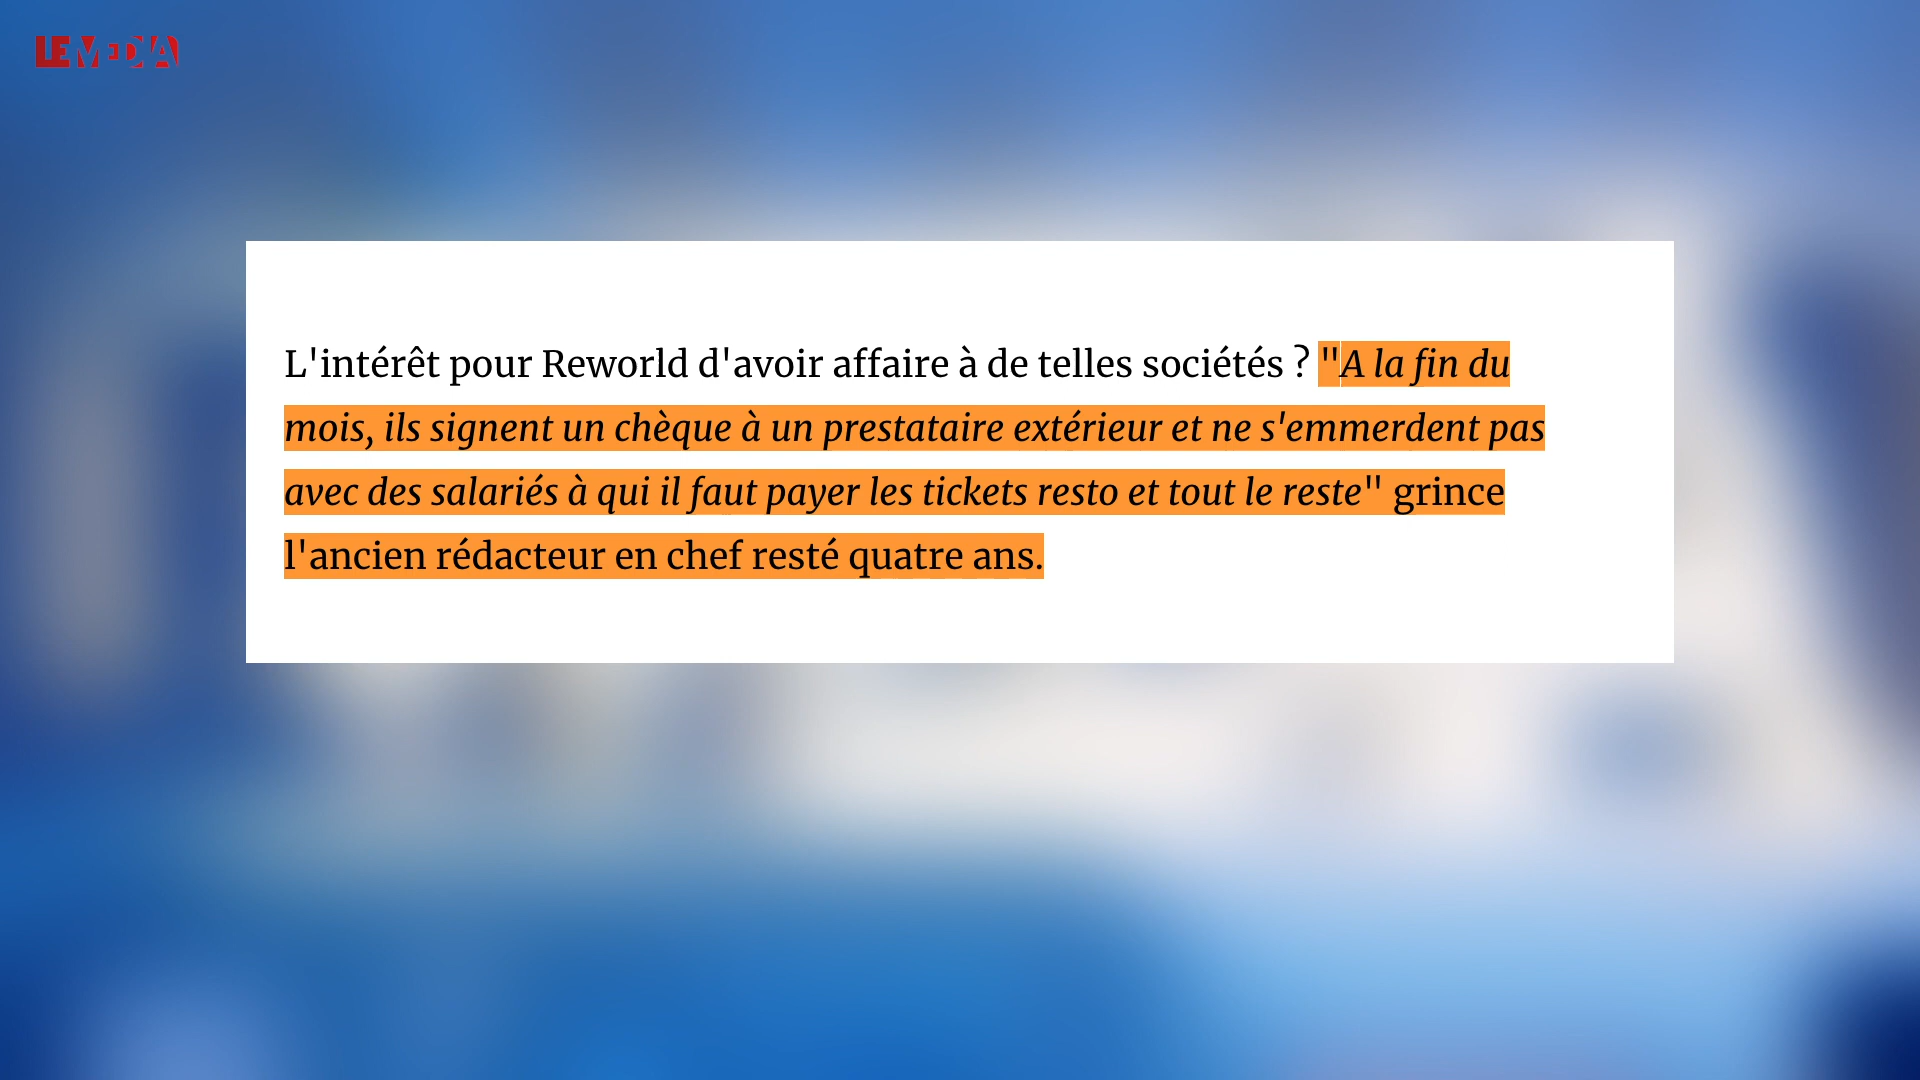 LE MEDIA
L'intérêt pour Reworld d'avoir affaire à de telles sociétés ? "A la fin du
mois, ils signent un chèque à un prestataire extérieur et ne s'emmerdent pas
avec des salariés à qui il faut payer les tickets resto et tout le reste" grince
l'ancien rédacteur en chef resté quatre ans.